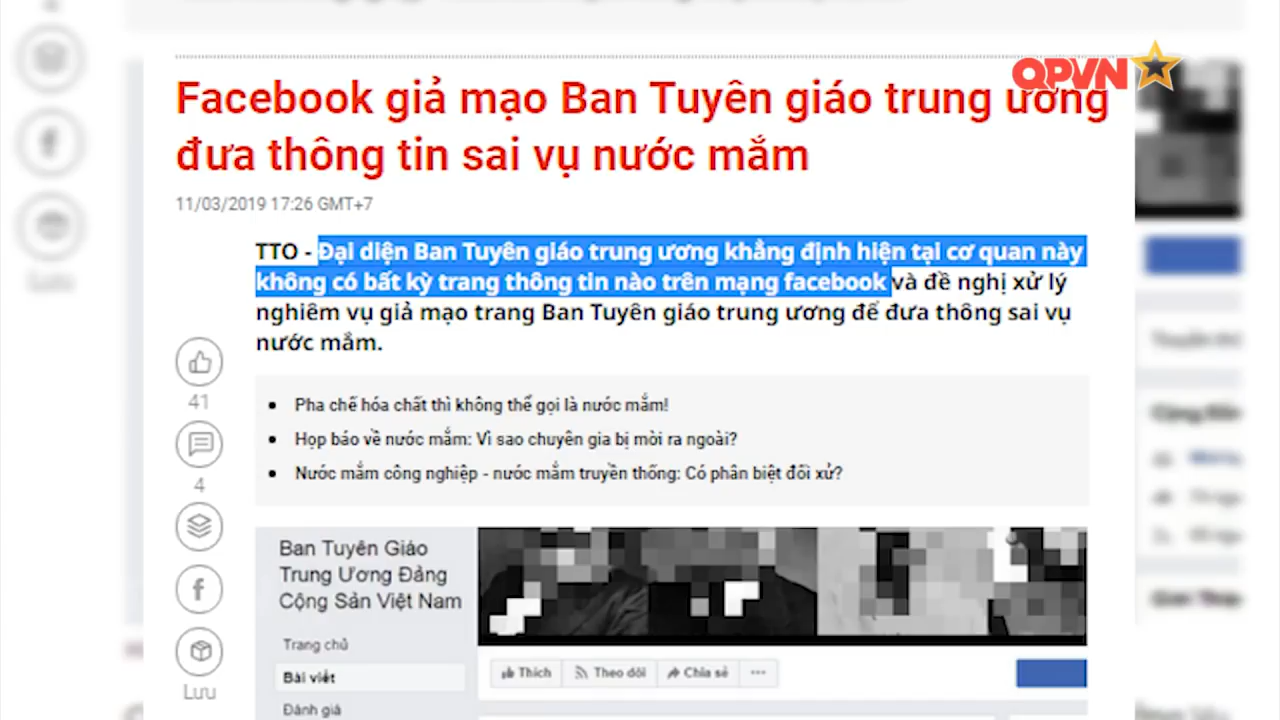 QPVN
Facebook giả mạo Ban Tuyên giáo trung ương
đưa thông tin sai vụ nước mắm
11/03/2019 17:26 GMT+7
TTO - Đại diện Ban Tuyên giáo trung ương khẳng định hiện tại cơ quan này
không có bất kỳ trang thông tin nào trên mạng facebook và đề nghị xử lý
nghiêm vụ giả mạo trang Ban Tuyên giáo trung ương để đưa thông sai vụ
nước mắm.
41
4
Lưu
Pha chế hóa chất thì không thể gọi là nước mắm!
Họp báo về nước mắm: Vì sao chuyên gia bị mời ra ngoài?
Nước mắm công nghiệp - nước mắm truyền thống: Có phân biệt đối xử?
Ban Tuyên Giáo
Trung Ương Đảng
Cộng Sản Việt Nam
Trang chủ
Bài viết
Đánh giá
Thích
Theo dõi
Chia sẻ